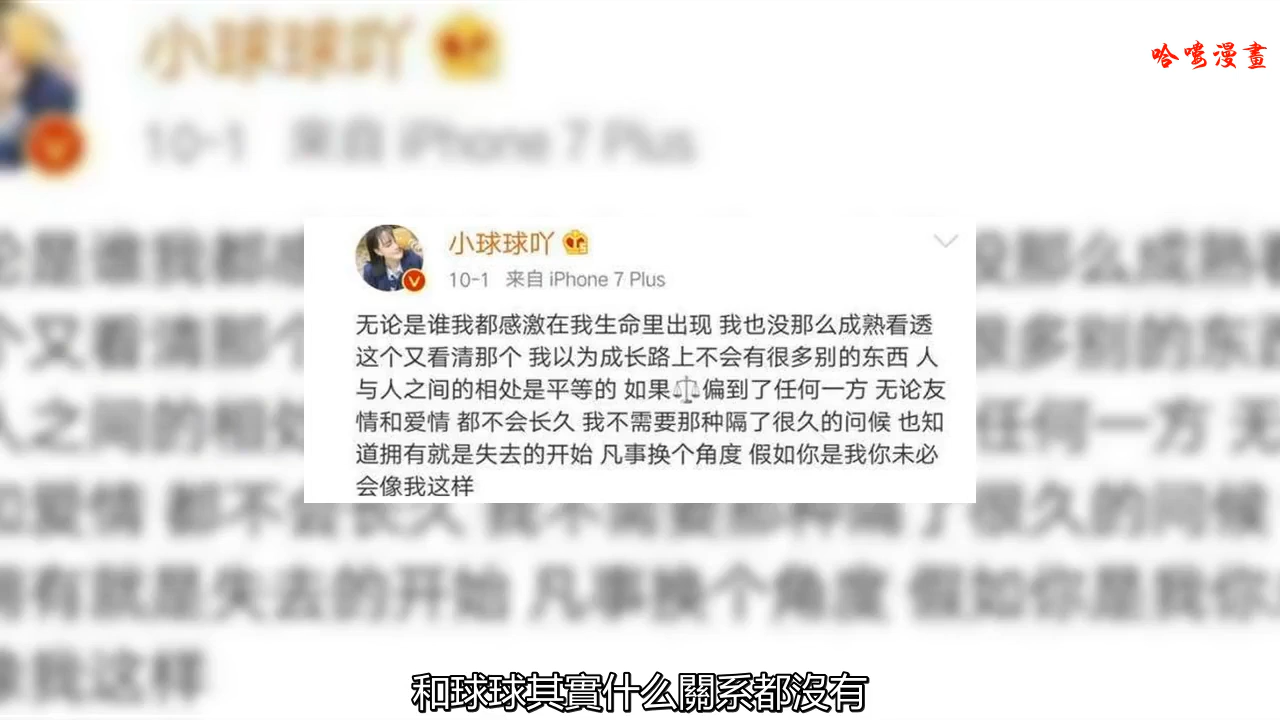 哈嘍漫畫
小球球吖
10-1 来自 iPhone 7 Plus
无论是谁我都感激在我生命里出现 我也没那么成熟看透
这个又看清那个 我以为成长路上不会有很多别的东西 人
与人之间的相处是平等的 如果⚖️偏到了任何一方 无论友
情和爱情 都不会长久 我不需要那种隔了很久的问候 也知
道拥有就是失去的开始 凡事换个角度 假如你是我你未必
会像我这样
和球球其實什么關系都沒有